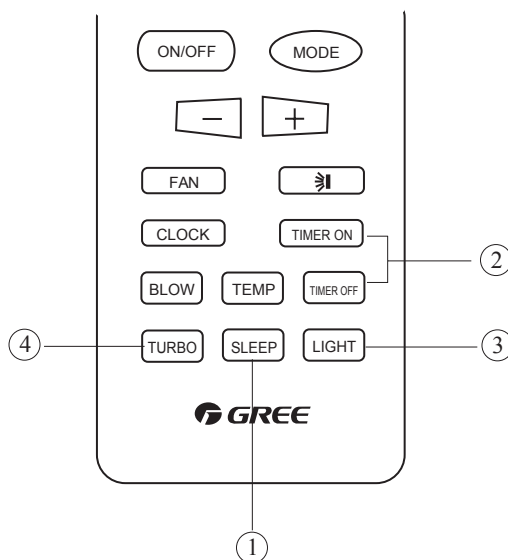 ON/OFF MODE
− +
FAN
CLOCK TIMER ON
②
BLOW TEMP TIMER OFF
④ TURBO SLEEP LIGHT ③
GREE
①